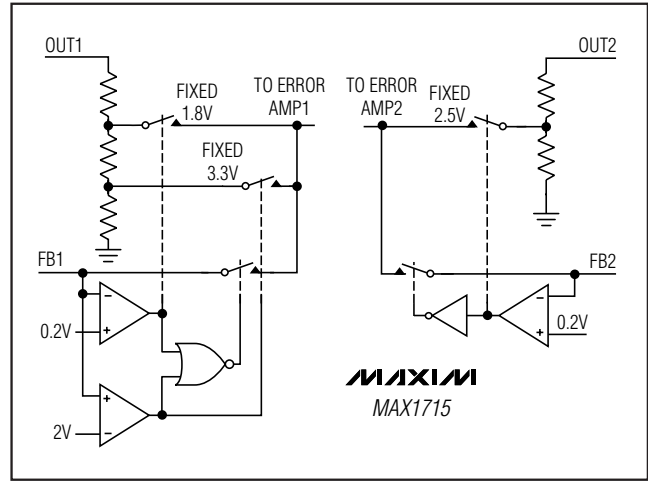 OUT1
OUT2
FIXED
1.8V
TO ERROR
AMP1
TO ERROR
AMP2
FIXED
2.5V
FIXED
3.3V
FB1
FB2
−
+
0.2V
−
+
0.2V
+
−
2V
MAXIM
MAX1715